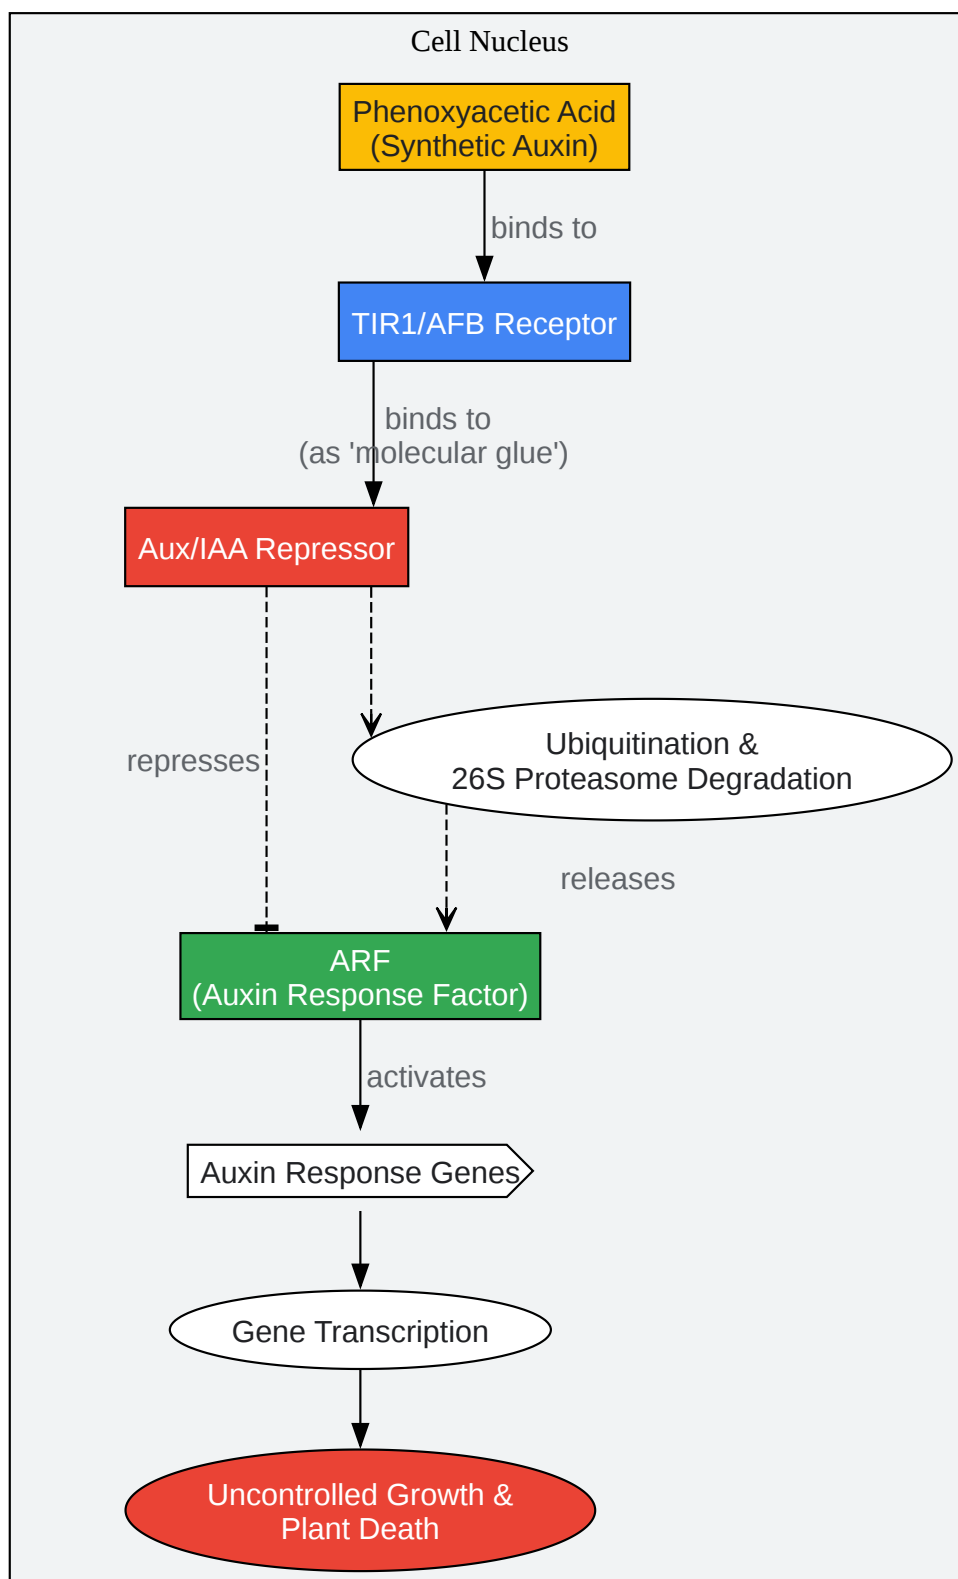 Cell Nucleus
Phenoxyacetic Acid
(Synthetic Auxin)
binds to
TIR1/AFB Receptor
binds to
(as 'molecular glue')
Aux/IAA Repressor
represses
Ubiquitination &
26S Proteasome Degradation
releases
ARF
(Auxin Response Factor)
activates
Auxin Response Genes
Gene Transcription
Uncontrolled Growth &
Plant Death